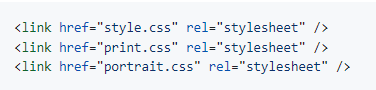 <link href="style.css" rel="stylesheet" />
<link href="print.css" rel="stylesheet" />
<link href="portrait.css" rel="stylesheet" />